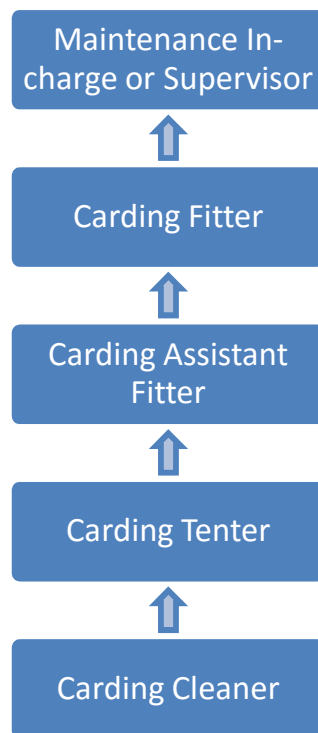 Maintenance In-
charge or Supervisor
Carding Fitter
Carding Assistant
Fitter
Carding Tenter
Carding Cleaner